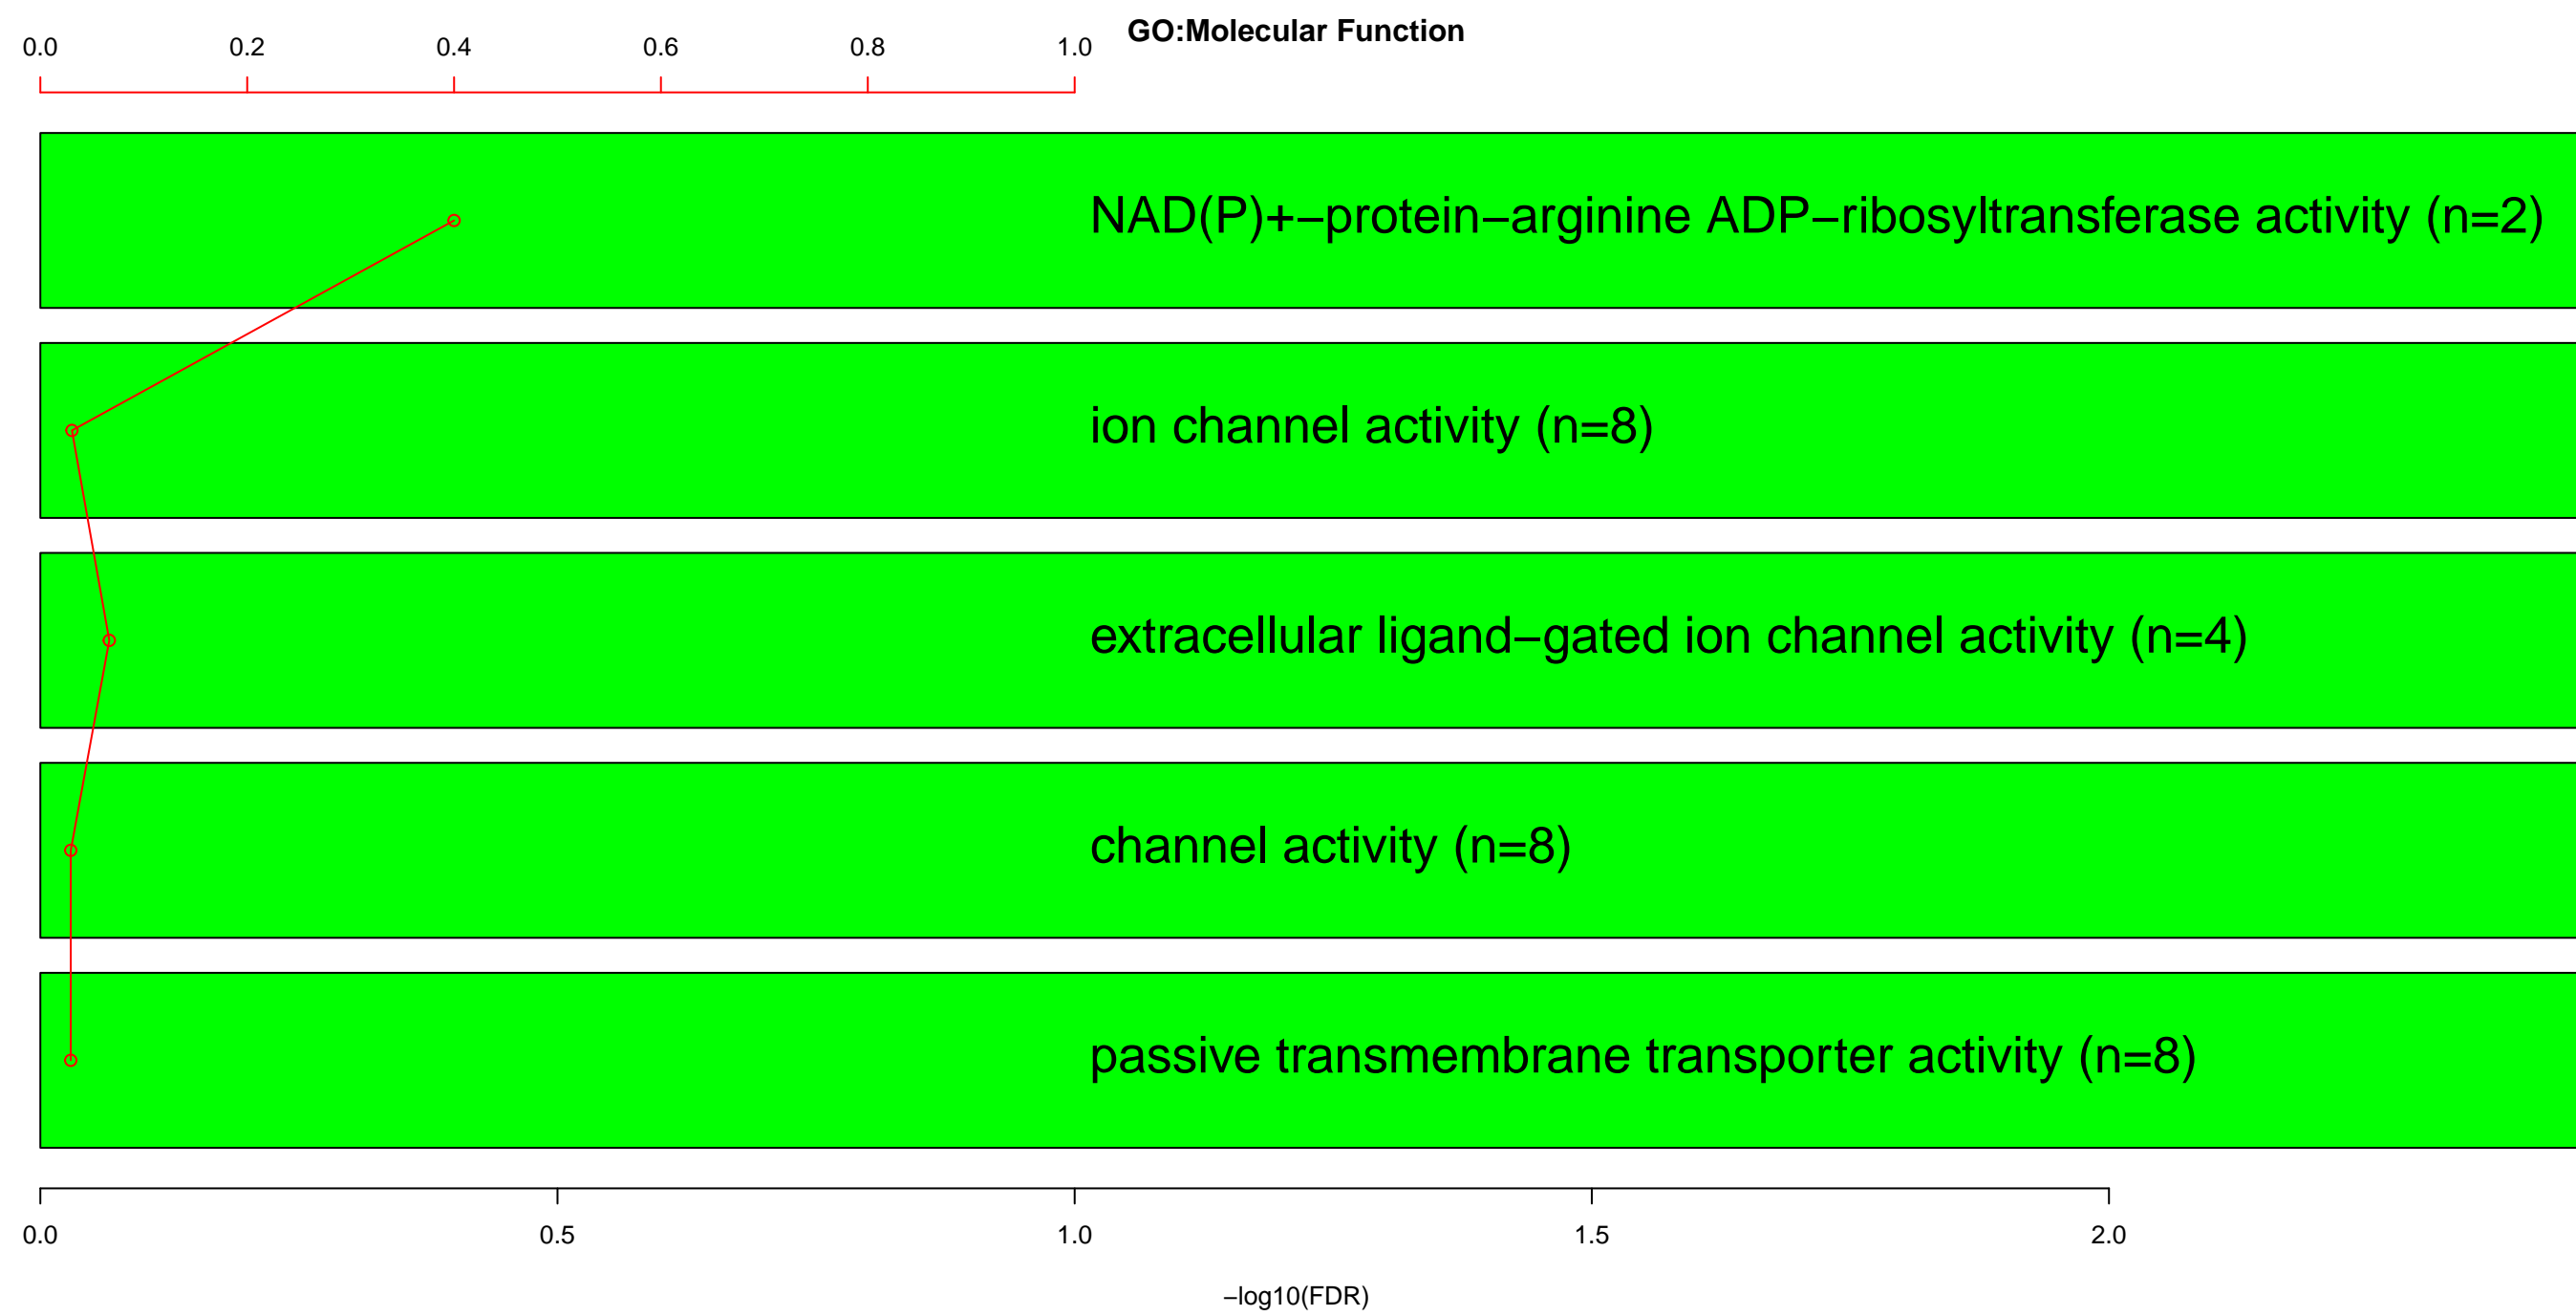 GO:Molecular Function
0.0 0.2 0.4 0.6 0.8 1.0
NAD(P)+−protein−arginine ADP−ribosyltransferase activity (n=2)
ion channel activity (n=8)
extracellular ligand−gated ion channel activity (n=4)
channel activity (n=8)
passive transmembrane transporter activity (n=8)
0.0 0.5 1.0 1.5 2.0
−log10(FDR)